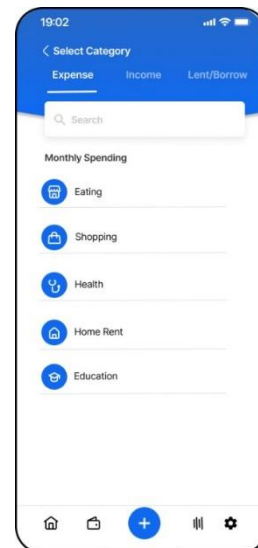 19:02
Select Category
Expense Income Lent/Borrow
Search
Monthly Spending
Eating
Shopping
Health
Home Rent
Education